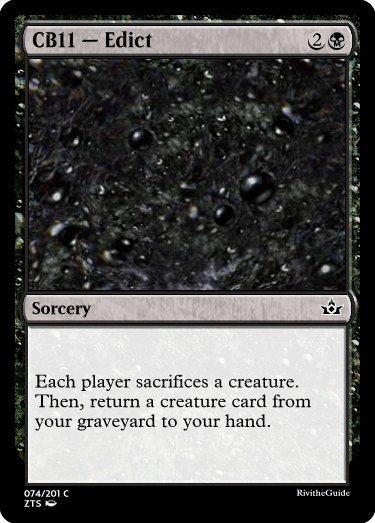 CB11 — Edict 2
Sorcery
Each player sacrifices a creature.
Then, return a creature card from
your graveyard to your hand.
074/201 C
ZTS
RivitheGuide